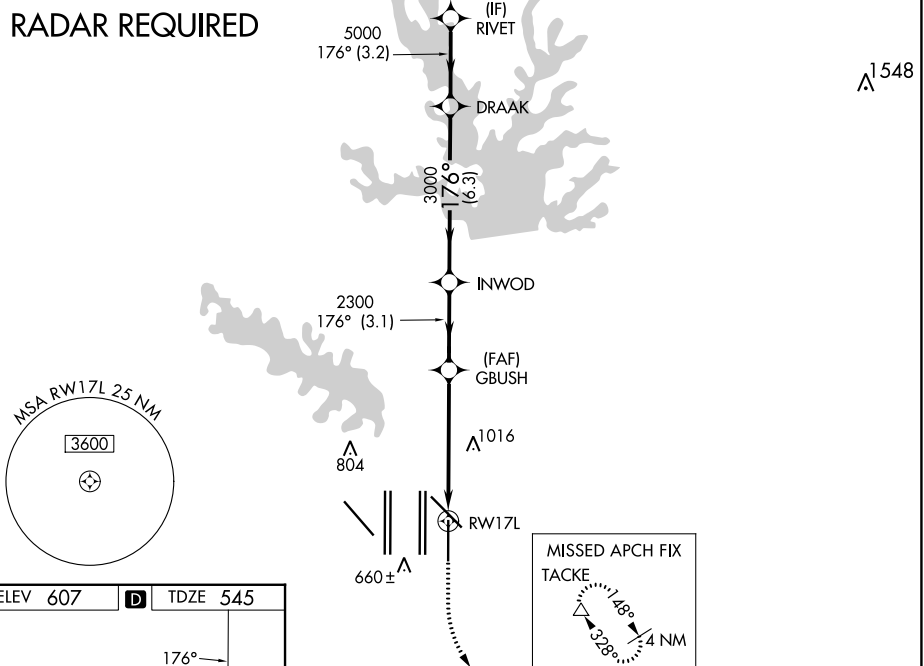 RADAR REQUIRED
(IF)
RIVET
5000
176° (3.2)
1548
DRAAK
3000
176°
(6.3)
INWOD
2300
176° (3.1)
(FAF)
GBUSH
MSA RW17L 25 NM
3600
1016
804
RW17L
660±
MISSED APCH FIX
TACKE
148°
328°
4 NM
ELEV 607
D
TDZE 545
176°